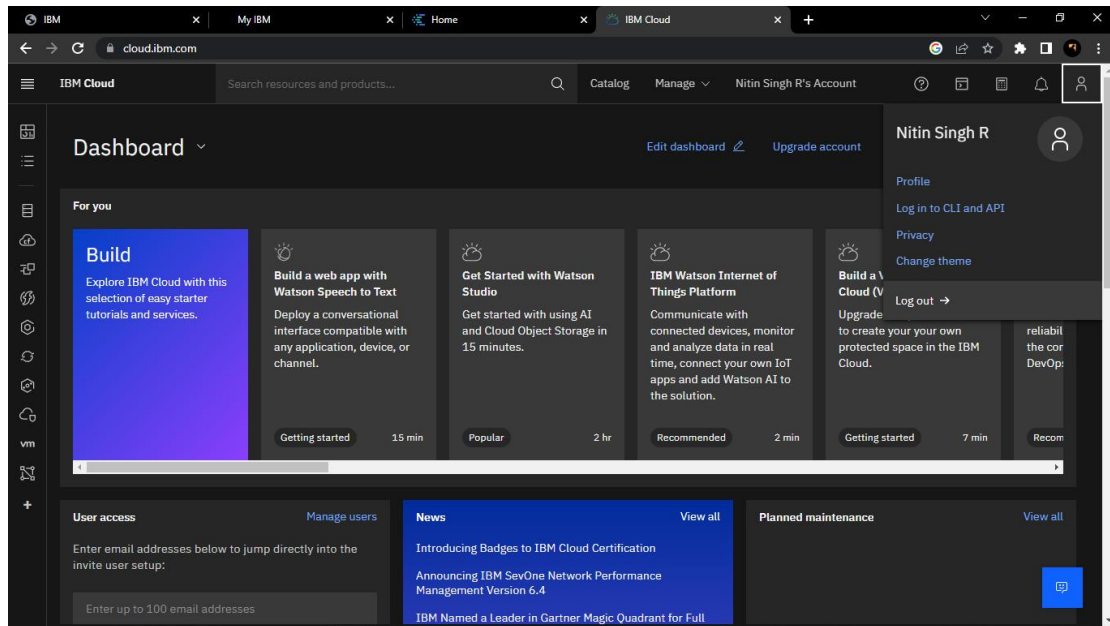 IBM
My IBM
Home
IBM Cloud
cloud.ibm.com
IBM Cloud
Search resources and products...
Catalog
Manage
Nitin Singh R's Account
Dashboard
Edit dashboard
Upgrade account
Nitin Singh R
Profile
Log in to CLI and API
Privacy
Change theme
Log out →
For you
Build
Explore IBM Cloud with this
selection of easy starter
tutorials and services.
Build a web app with
Watson Speech to Text
Deploy a conversational
interface compatible with
any application, device, or
channel.
Getting started
15 min
Get Started with Watson
Studio
Get started with using AI
and Cloud Object Storage in
15 minutes.
Popular
2 hr
IBM Watson Internet of
Things Platform
Communicate with
connected devices, monitor
and analyze data in real
time, connect your own IoT
apps and add Watson AI to
the solution.
Recommended
2 min
Build a V
Cloud (V
Upgrade
to create your your own
protected space in the IBM
Cloud.
Getting started
7 min
reliabil
the cor
DevOps
Recom
vm
User access
Manage users
Enter email addresses below to jump directly into the
invite user setup:
Enter up to 100 email addresses
News
View all
Introducing Badges to IBM Cloud Certification
Announcing IBM SevOne Network Performance
Management Version 6.4
IBM Named a Leader in Gartner Magic Quadrant for Full
Planned maintenance
View all